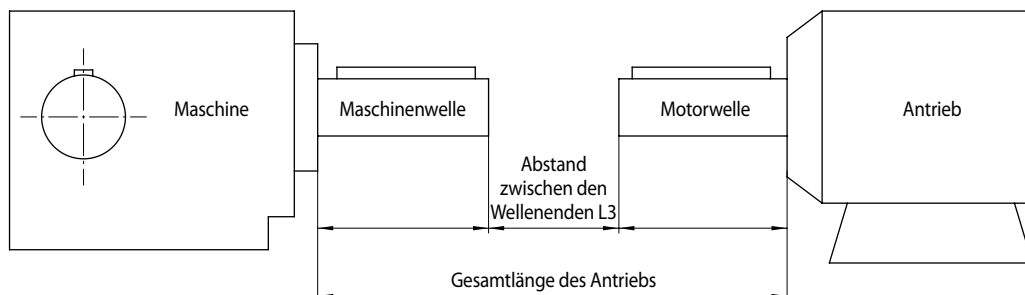 Maschine
Maschinenwelle
Motorwelle
Antrieb
Abstand
zwischen den
Wellenenden L3
Gesamtlänge des Antriebs